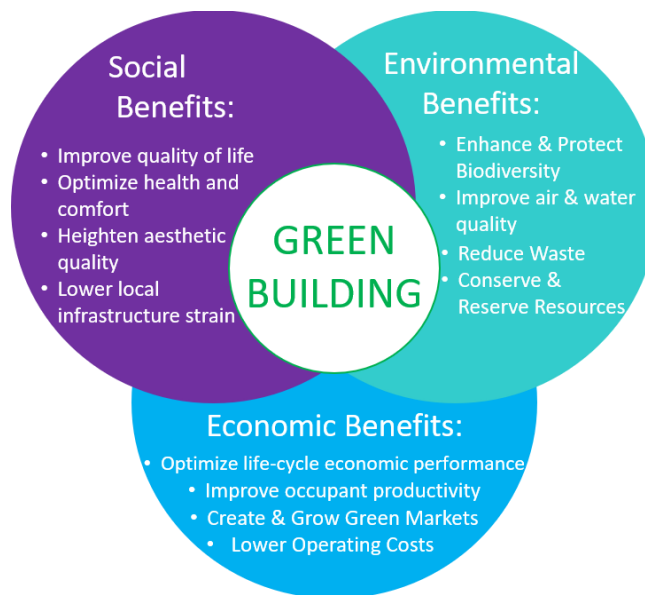 Social
Benefits:
• Improve quality of life
• Optimize health and
comfort
• Heighten aesthetic
quality
• Lower local
infrastructure strain
Environmental
Benefits:
• Enhance & Protect
Biodiversity
• Improve air & water
quality
• Reduce Waste
• Conserve &
Reserve Resources
GREEN
BUILDING
Economic Benefits:
• Optimize life-cycle economic performance
• Improve occupant productivity
• Create & Grow Green Markets
• Lower Operating Costs